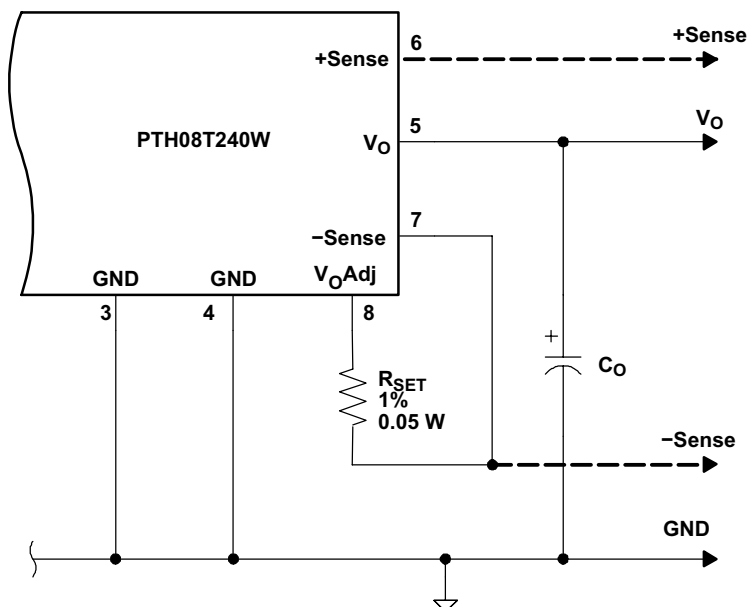 +Sense
6
+Sense
PTH08T240W
5
VO
VO
−Sense
7
GND
GND
VOAdj
3
4
8
RSET
1%
0.05 W
+
CO
−Sense
GND